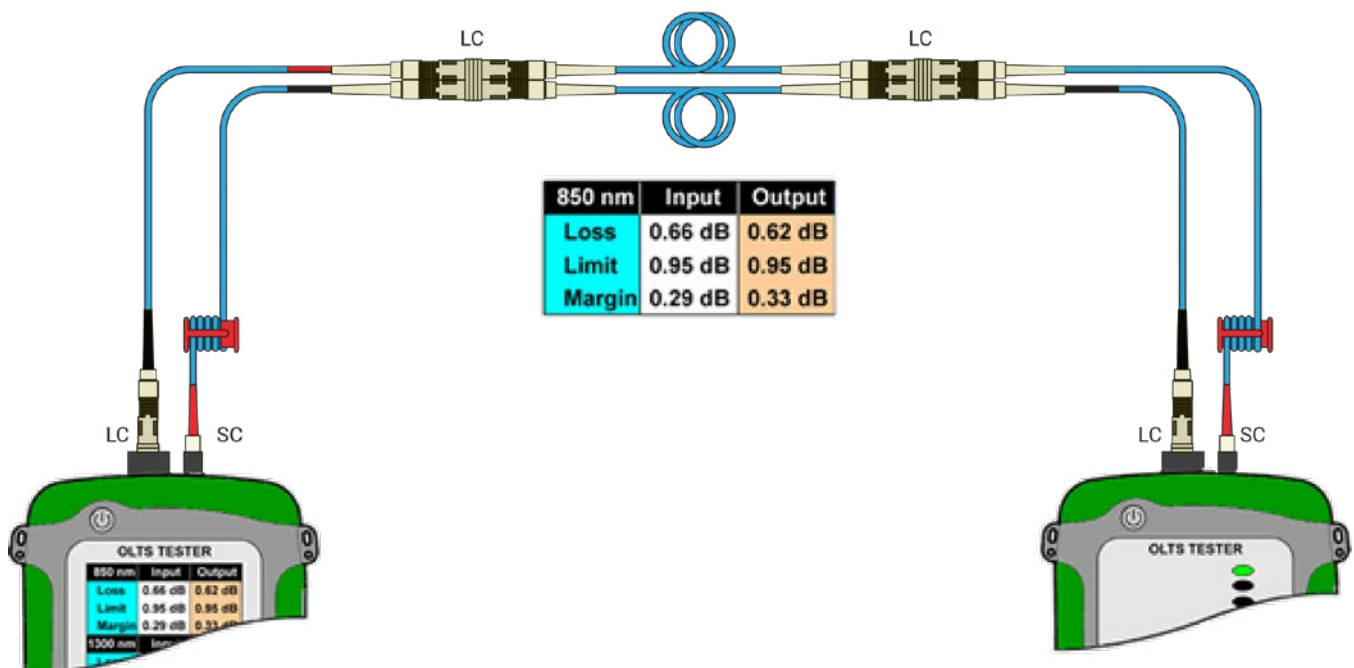 LC LC
850 nm Input Output
Loss 0.66 dB 0.62 dB
Limit 0.95 dB 0.95 dB
Margin 0.29 dB 0.33 dB
LC SC
LC SC
OLTS TESTER
850 nm Input Output
Loss 0.66 dB 0.62 dB
Limit 0.95 dB 0.95 dB
Margin 0.29 dB 0.33
1300 nm
OLTS TESTER